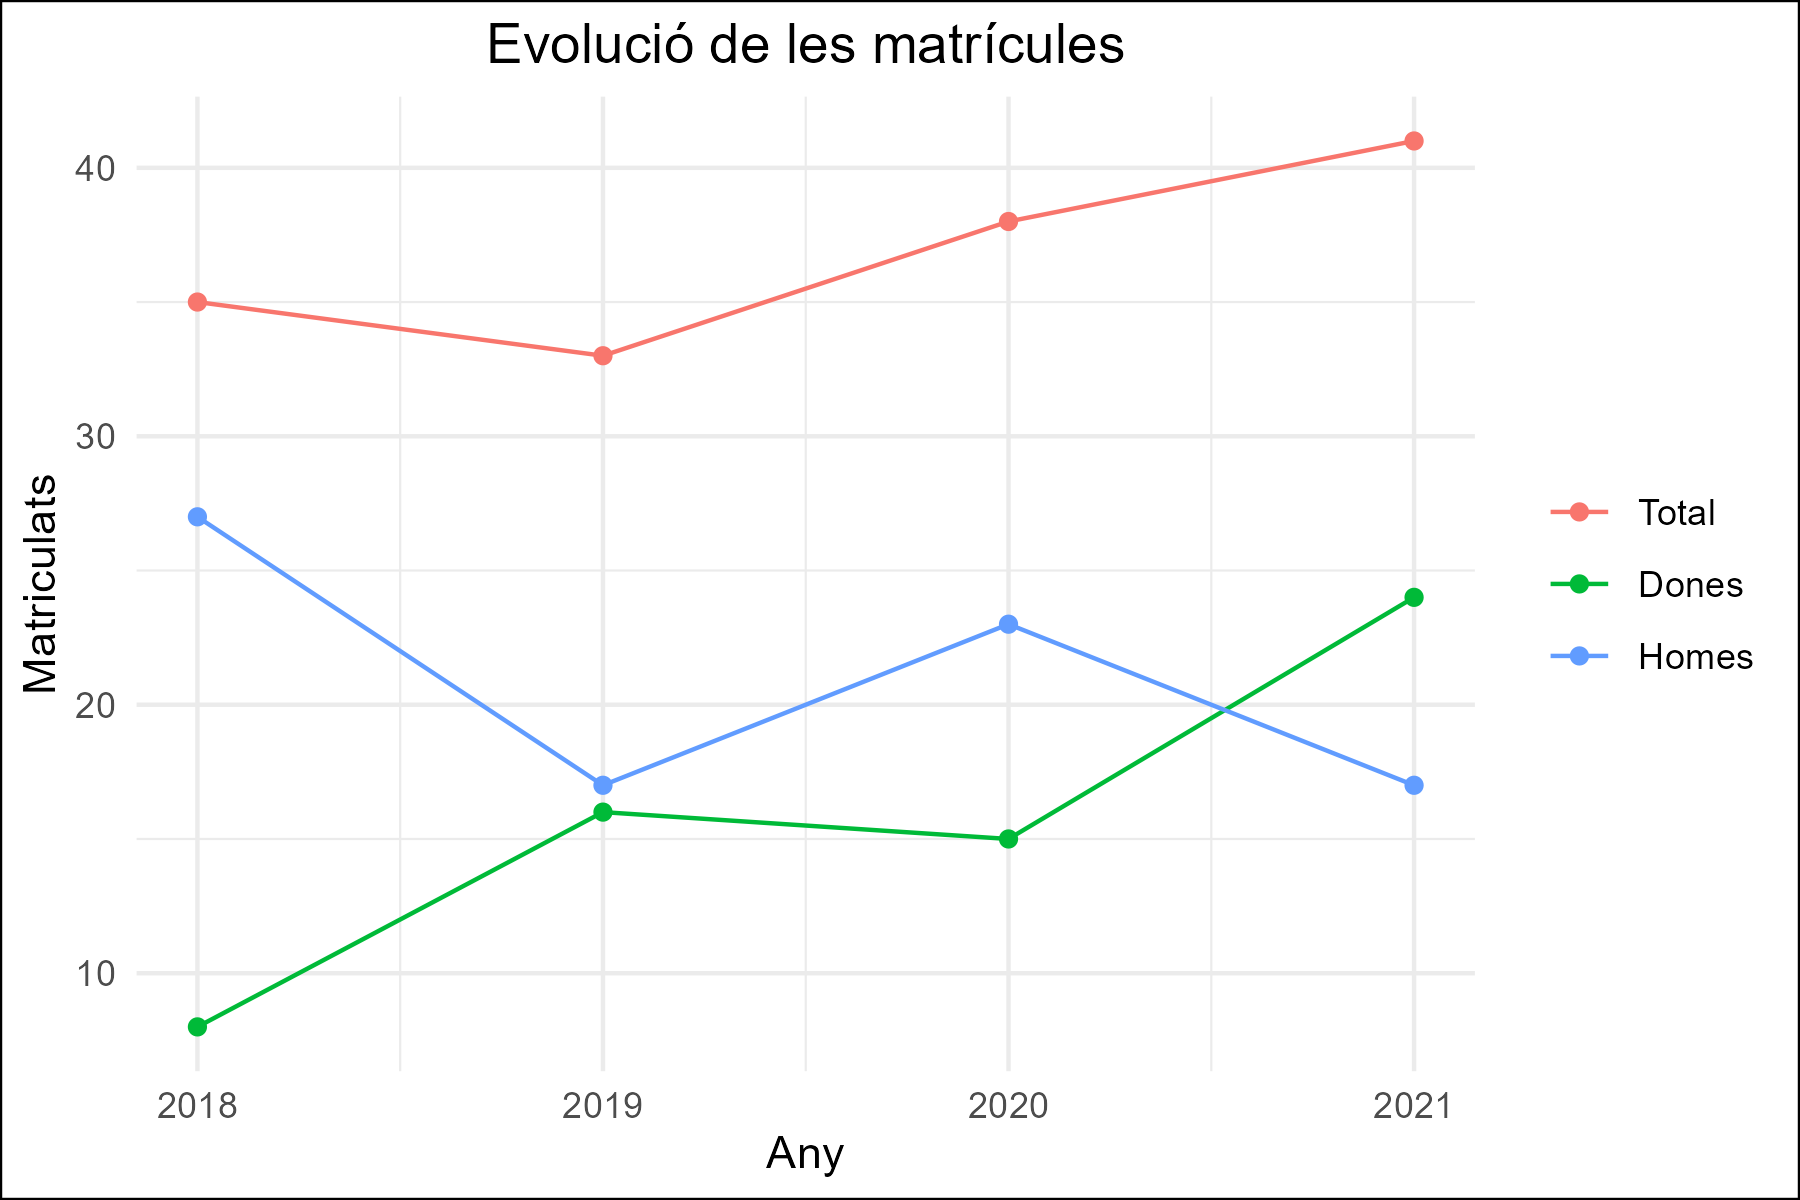 Evolució de les matrícules
Matriculats
40
30
20
10
2018
2019
2020
2021
Any
Total
Dones
Homes